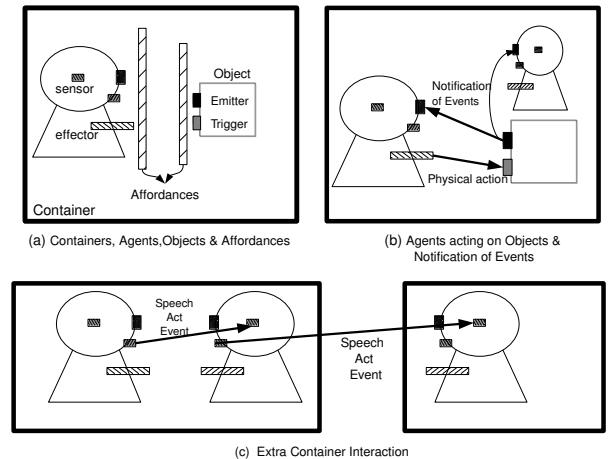 sensor
effector
Object
Emitter
Trigger
Affordances
Container
(a) Containers, Agents,Objects & Affordances
Notification
of Events
Physical action
(b) Agents acting on Objects &
Notification of Events
Speech
Act
Event
Speech
Act
Event
(c) Extra Container Interaction